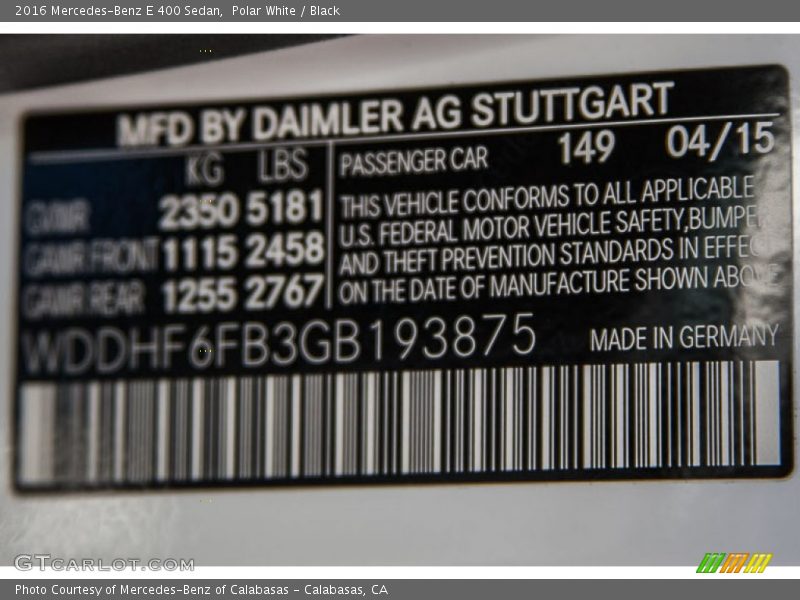 2016 Mercedes-Benz E 400 Sedan, Polar White / Black
MFD BY DAIMLER AG STUTTGART
KG LBS
GVWR 2350 5181
GAWR FRONT 1115 2458
GAWR REAR 1255 2767
PASSENGER CAR 149 04/15
THIS VEHICLE CONFORMS TO ALL APPLICABLE
U.S. FEDERAL MOTOR VEHICLE SAFETY,BUMPER
AND THEFT PREVENTION STANDARDS IN EFFECT
ON THE DATE OF MANUFACTURE SHOWN ABOVE
WDDHF6FB3GB193875 MADE IN GERMANY
GTCARLOT.COM
Photo Courtesy of Mercedes-Benz of Calabasas - Calabasas, CA